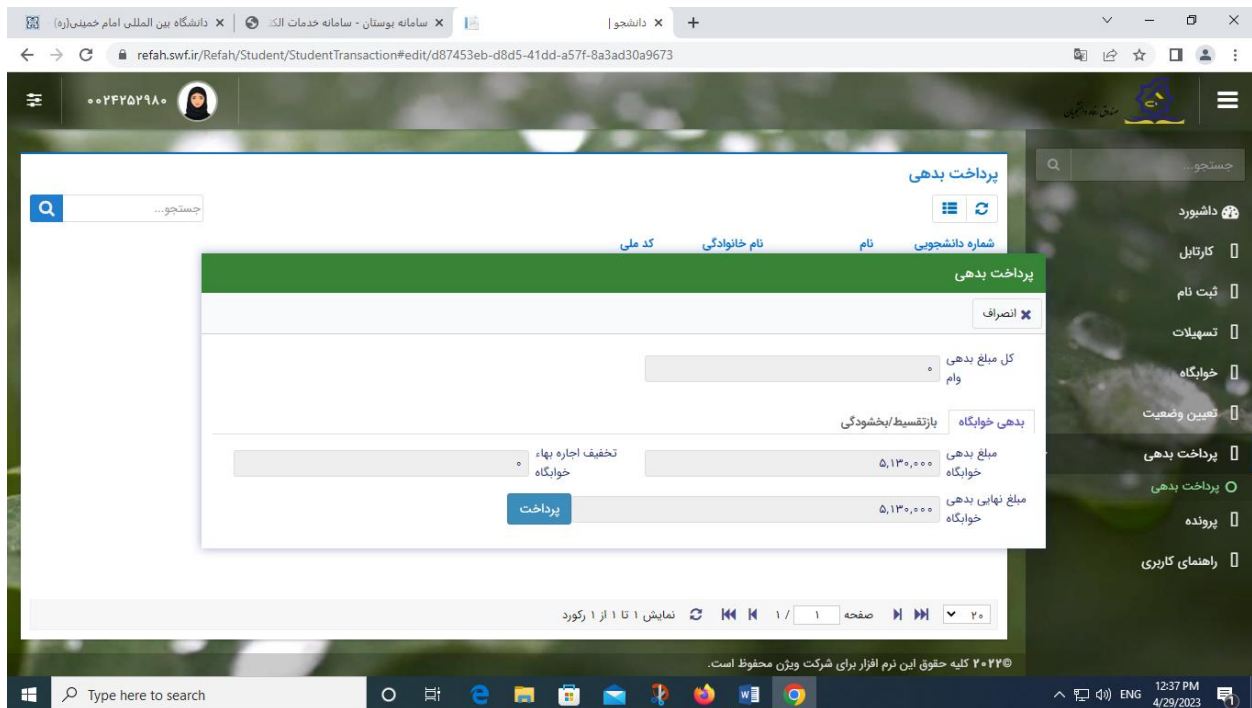 دانشگاه بین المللی امام خمینی(ره)
سامانه بوستان - سامانه خدمات الکـ
دانشجو |
refah.swf.ir/Refah/Student/StudentTransaction#edit/d87453eb-d8d5-41dd-a57f-8a3ad30a9673
۰۰۲۴۲۵۲۹۸۰
جستجو...
داشبورد
کارتابل
ثبت نام
تسهیلات
خوابگاه
تعیین وضعیت
پرداخت بدهی
پرداخت بدهی
پرونده
راهنمای کاربری
پرداخت بدهی
جستجو...
شماره دانشجویی نام نام خانوادگی کد ملی
پرداخت بدهی
انصراف
کل مبلغ بدهی وام ۰
بدهی خوابگاه بازتقسیط/بخشودگی
مبلغ بدهی خوابگاه ۵,۱۳۰,۰۰۰ تخفیف اجاره بهاء خوابگاه ۰
مبلغ نهایی بدهی خوابگاه ۵,۱۳۰,۰۰۰ پرداخت
۲۰ صفحه ۱ / ۱ نمایش ۱ تا ۱ از ۱ رکورد
©۲۰۲۲ کلیه حقوق این نرم افزار برای شرکت ویژن محفوظ است.
Type here to search
ENG
12:37 PM
4/29/2023